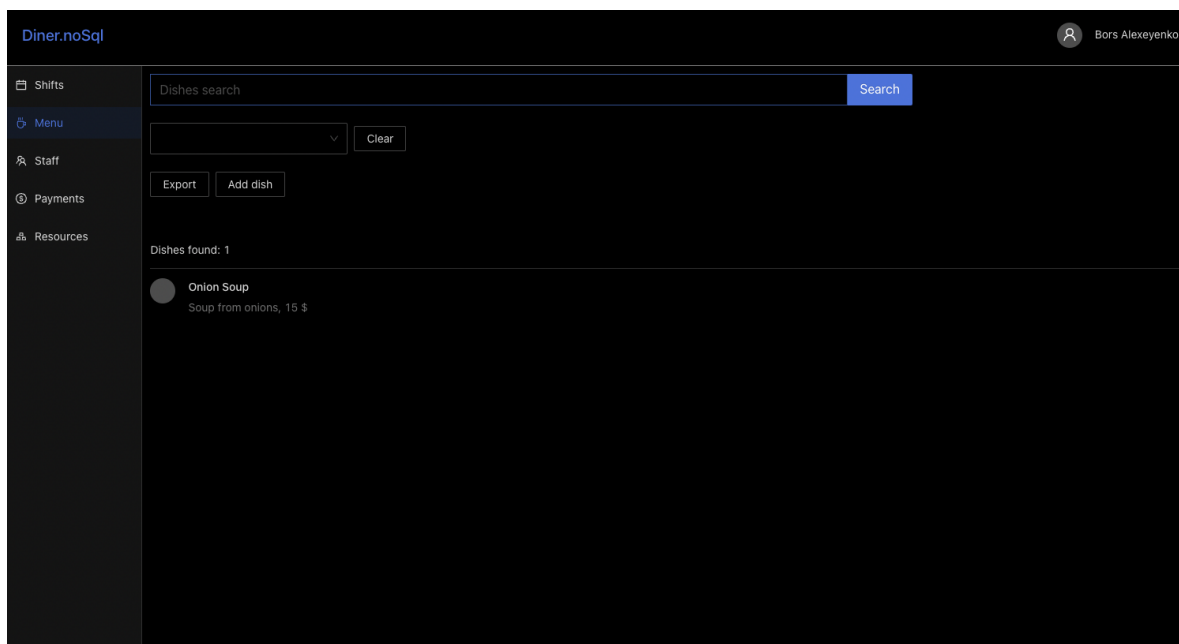 Diner.noSql
Bors Alexeyenko
Shifts
Menu
Staff
Payments
Resources
Dishes search
Search
Clear
Export
Add dish
Dishes found: 1
Onion Soup
Soup from onions, 15 $